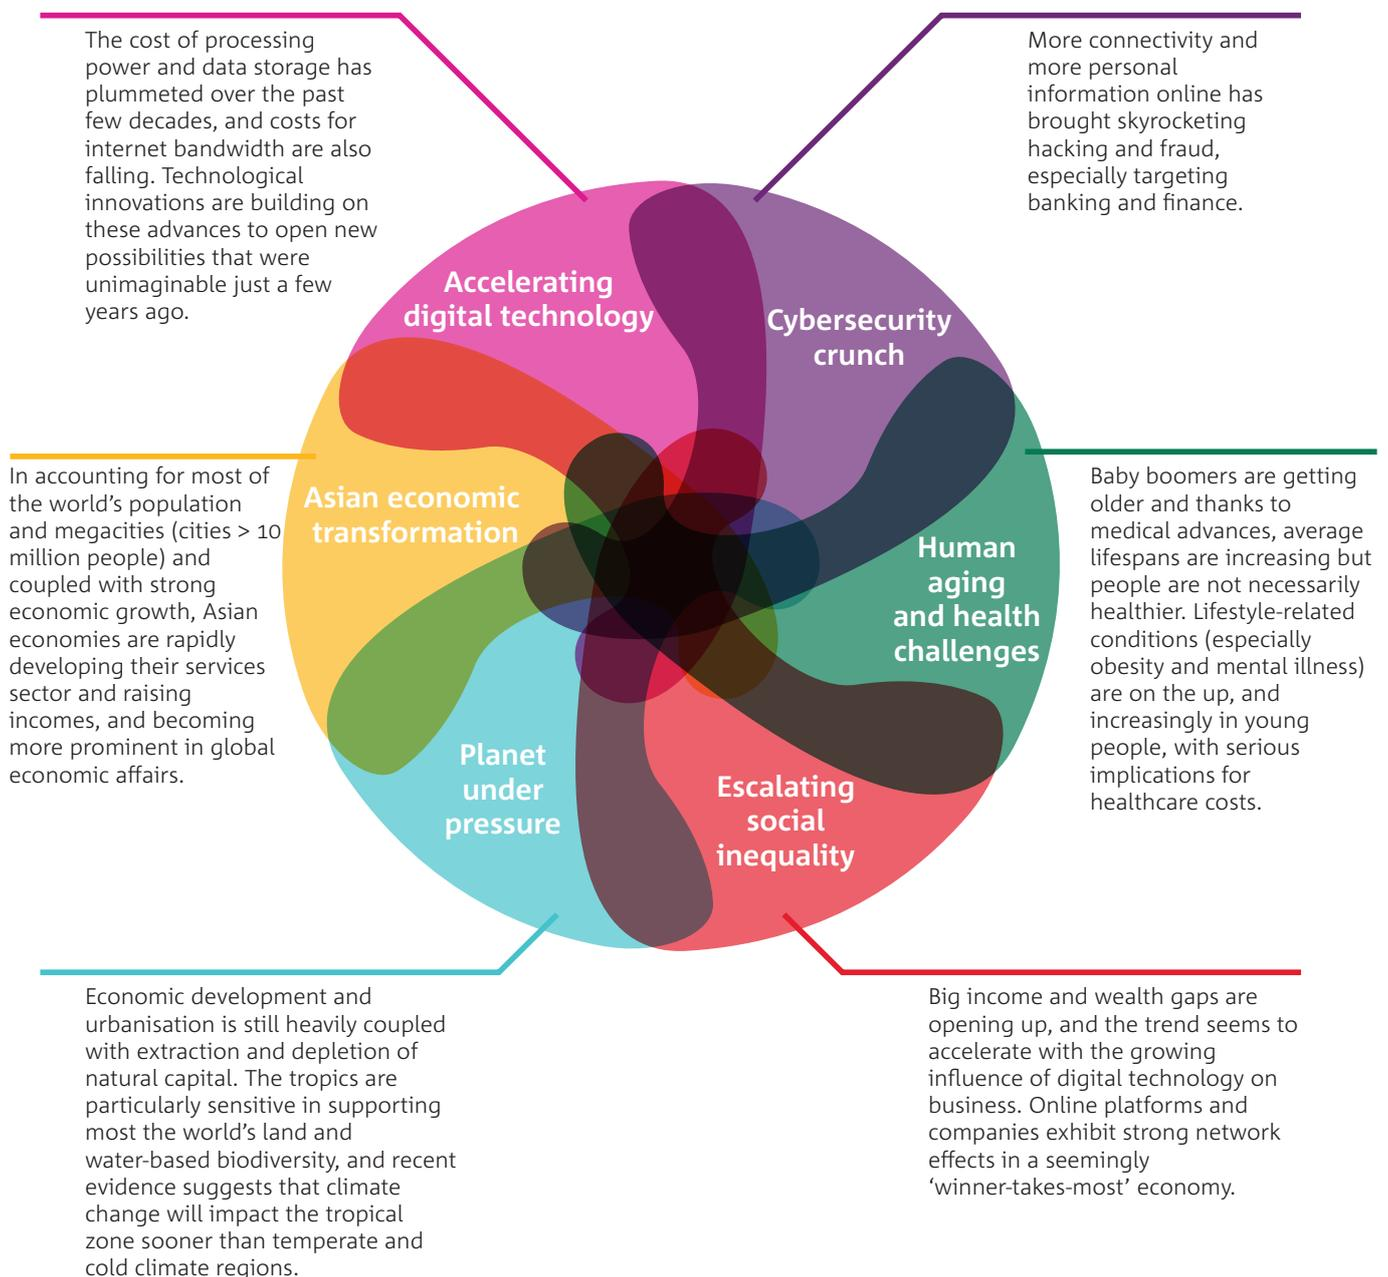 The cost of processing
power and data storage has
plummeted over the past
few decades, and costs for
internet bandwidth are also
falling. Technological
innovations are building on
these advances to open new
possibilities that were
unimaginable just a few
years ago.
More connectivity and
more personal
information online has
brought skyrocketing
hacking and fraud,
especially targeting
banking and finance.
Accelerating
digital technology
Cybersecurity
crunch
In accounting for most of
the world’s population
and megacities (cities > 10
million people) and
coupled with strong
economic growth, Asian
economies are rapidly
developing their services
sector and raising
incomes, and becoming
more prominent in global
economic affairs.
Asian economic
transformation
Human
aging
and health
challenges
Baby boomers are getting
older and thanks to
medical advances, average
lifespans are increasing but
people are not necessarily
healthier. Lifestyle-related
conditions (especially
obesity and mental illness)
are on the up, and
increasingly in young
people, with serious
implications for
healthcare costs.
Planet
under
pressure
Escalating
social
inequality
Economic development and
urbanisation is still heavily coupled
with extraction and depletion of
natural capital. The tropics are
particularly sensitive in supporting
most the world’s land and
water-based biodiversity, and recent
evidence suggests that climate
change will impact the tropical
zone sooner than temperate and
cold climate regions.
Big income and wealth gaps are
opening up, and the trend seems to
accelerate with the growing
influence of digital technology on
business. Online platforms and
companies exhibit strong network
effects in a seemingly
‘winner-takes-most’ economy.